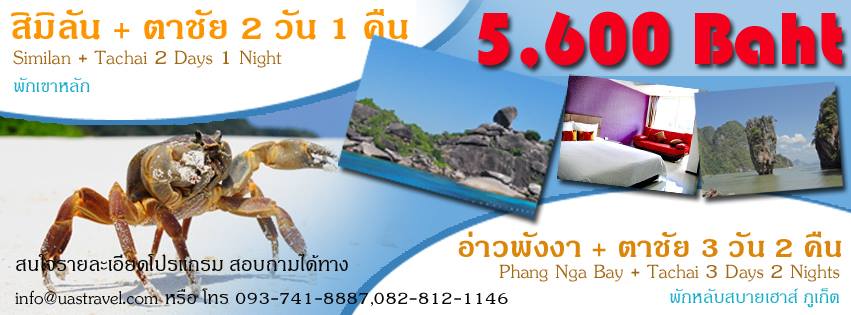 สิมิลัน + ตาชัย 2 วัน 1 คืน
Similan + Tachai 2 Days 1 Night
พักเขาหลัก
5,600 Baht
อ่าวพังงา + ตาชัย 3 วัน 2 คืน
Phang Nga Bay + Tachai 3 Days 2 Nights
พักหลับสบายเฮาส์ ภูเก็ต
สนใจรายละเอียดโปรแกรม สอบถามได้ทาง
info@uastravel.com หรือ โทร 093-741-8887,082-812-1146